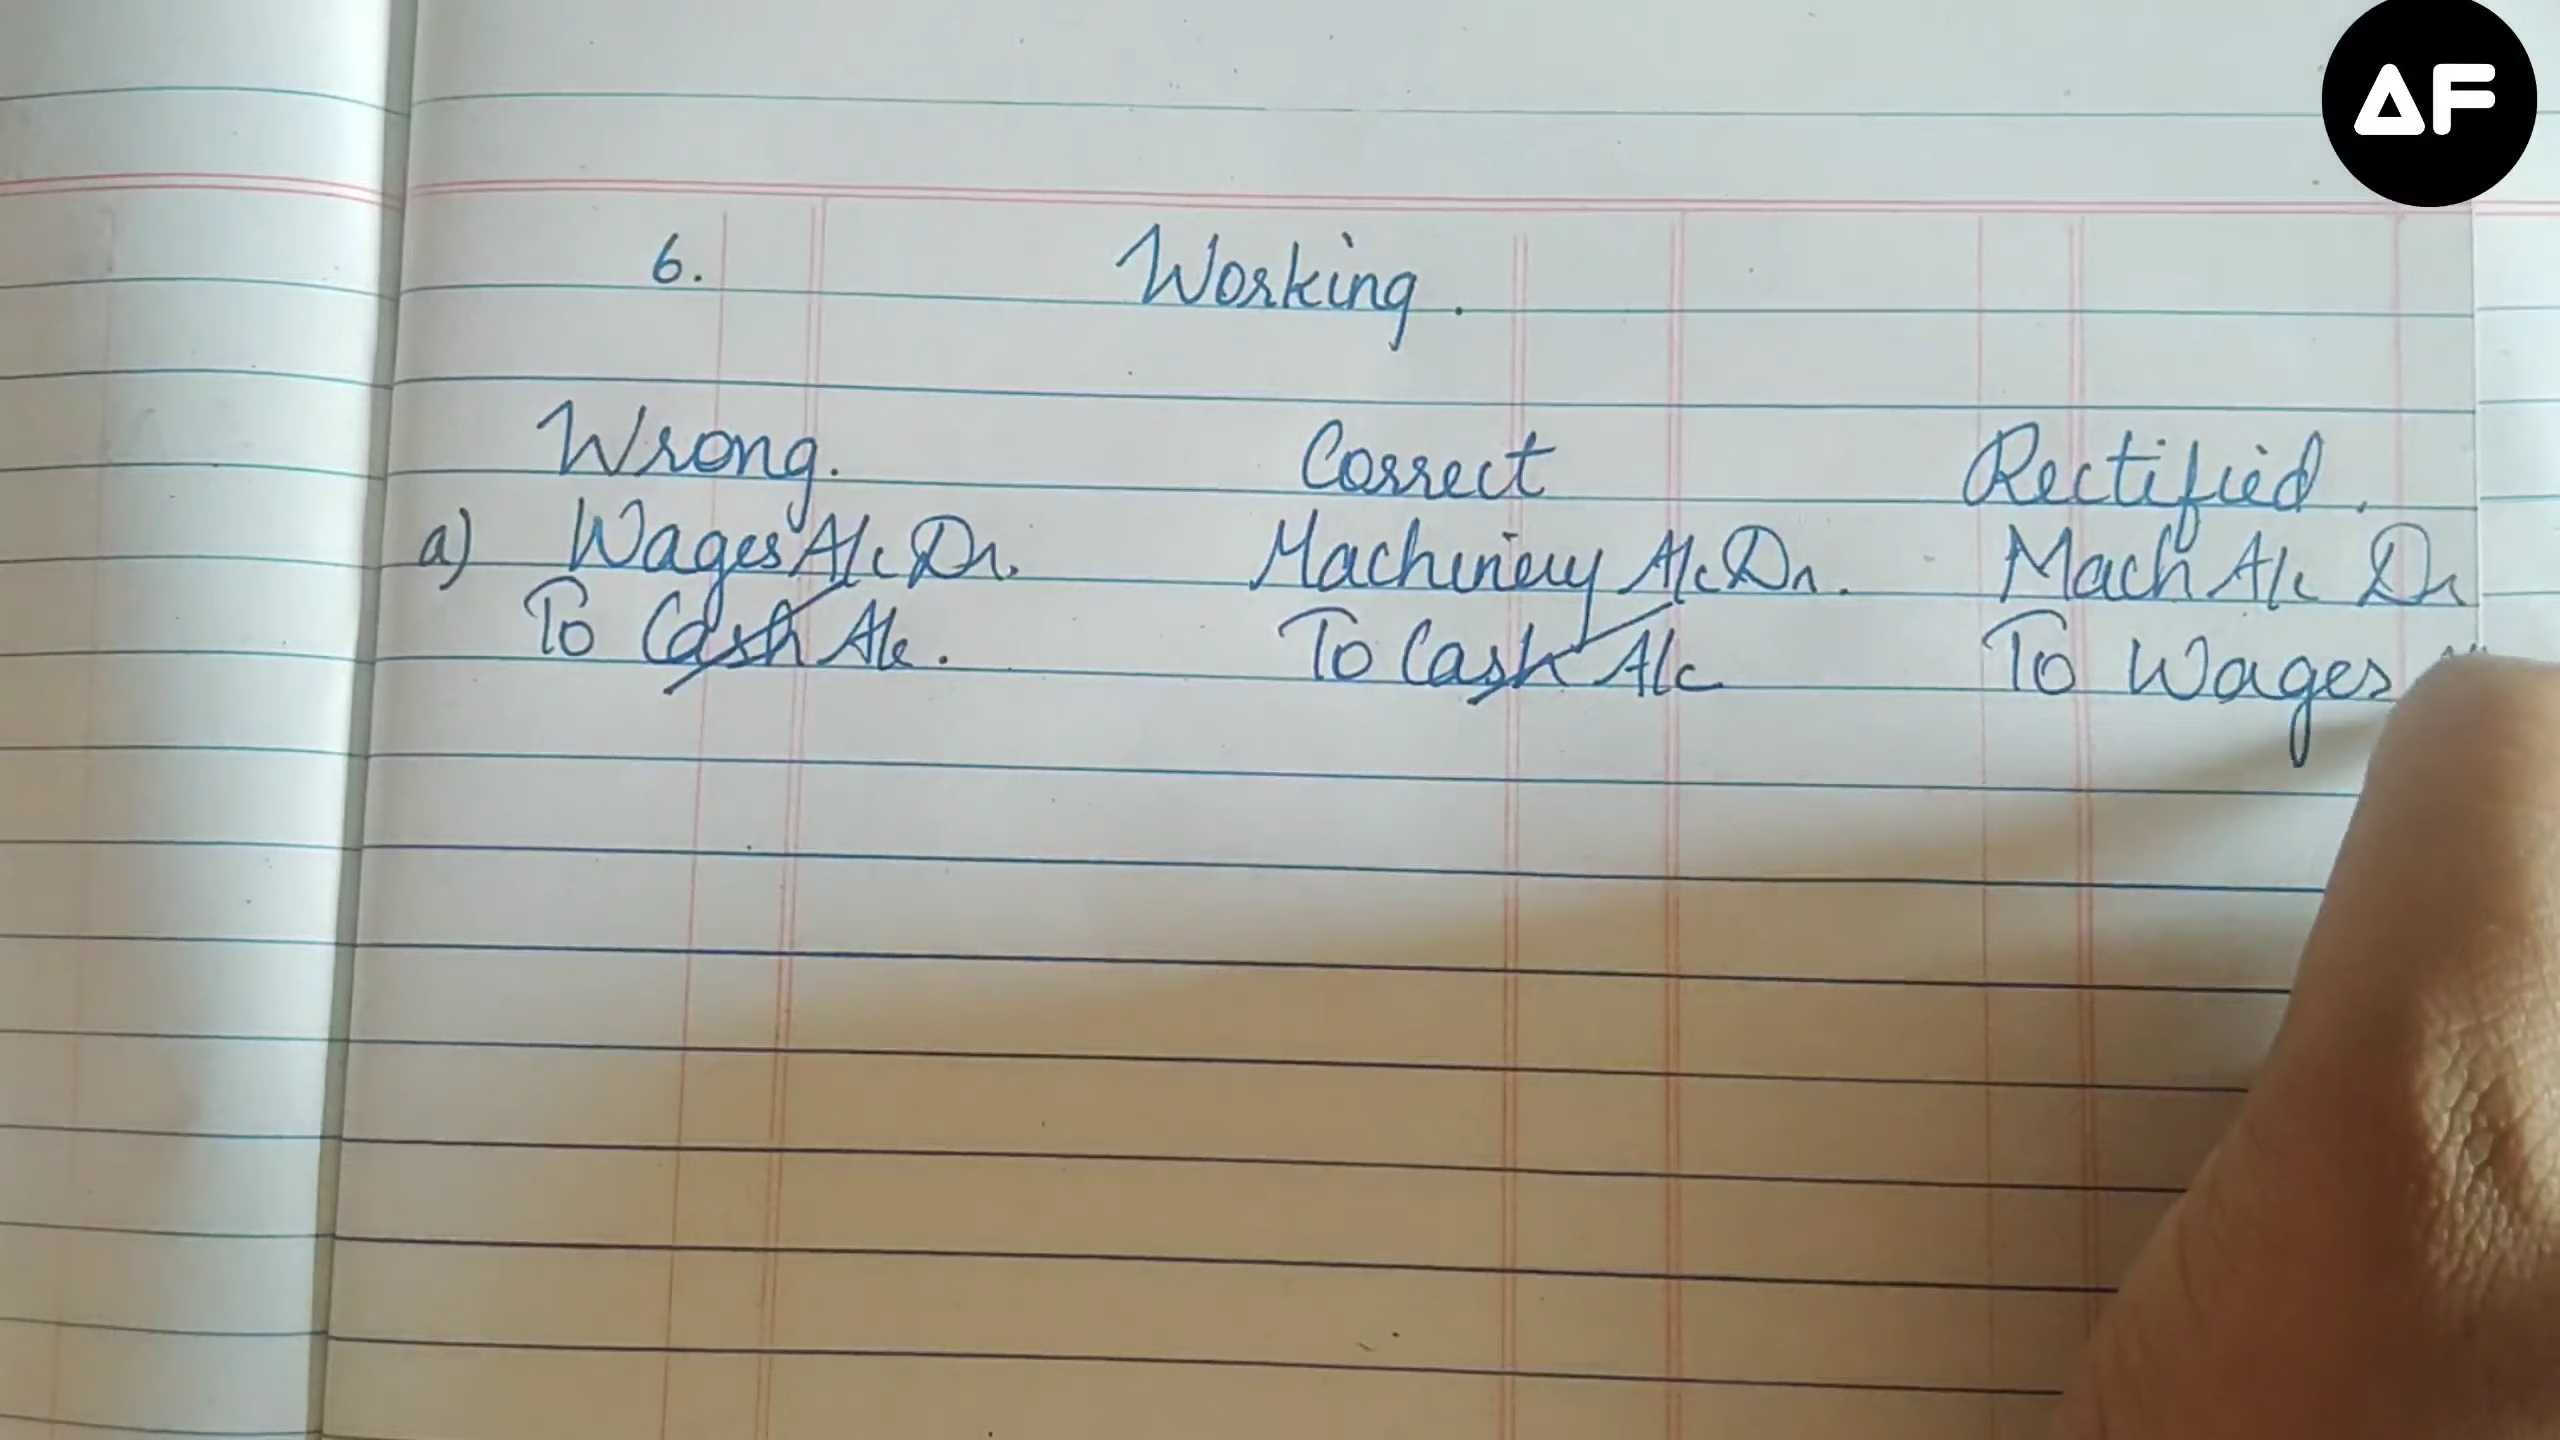 AF
6. Working.
Wrong. Correct Rectified.
a) Wages A/c Dr. Machinery A/c Dr. Mach A/c Dr
To Cash A/c. To Cash A/c To Wages